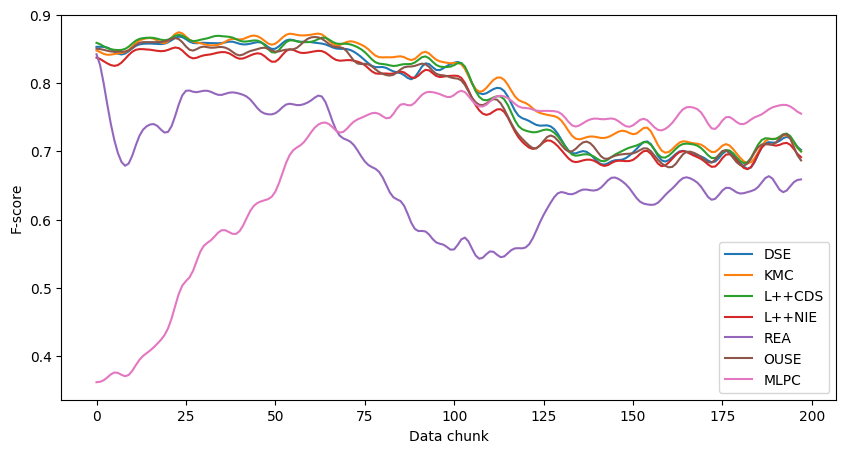 0.9
0.8
0.7
0.6
0.5
0.4
F-score
0 25 50 75 100 125 150 175 200
Data chunk
DSE
KMC
L++CDS
L++NIE
REA
OUSE
MLPC